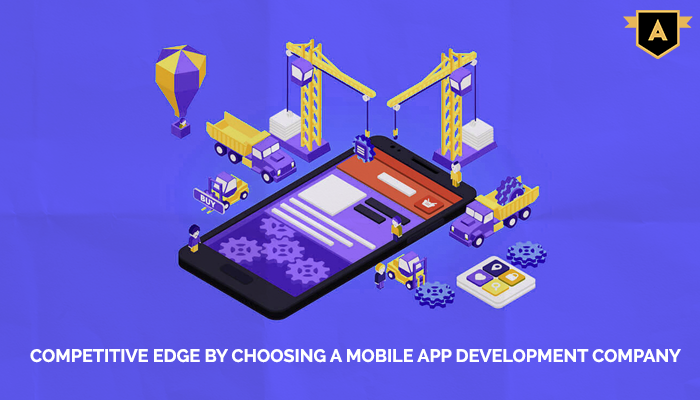 A
BUY
COMPETITIVE EDGE BY CHOOSING A MOBILE APP DEVELOPMENT COMPANY